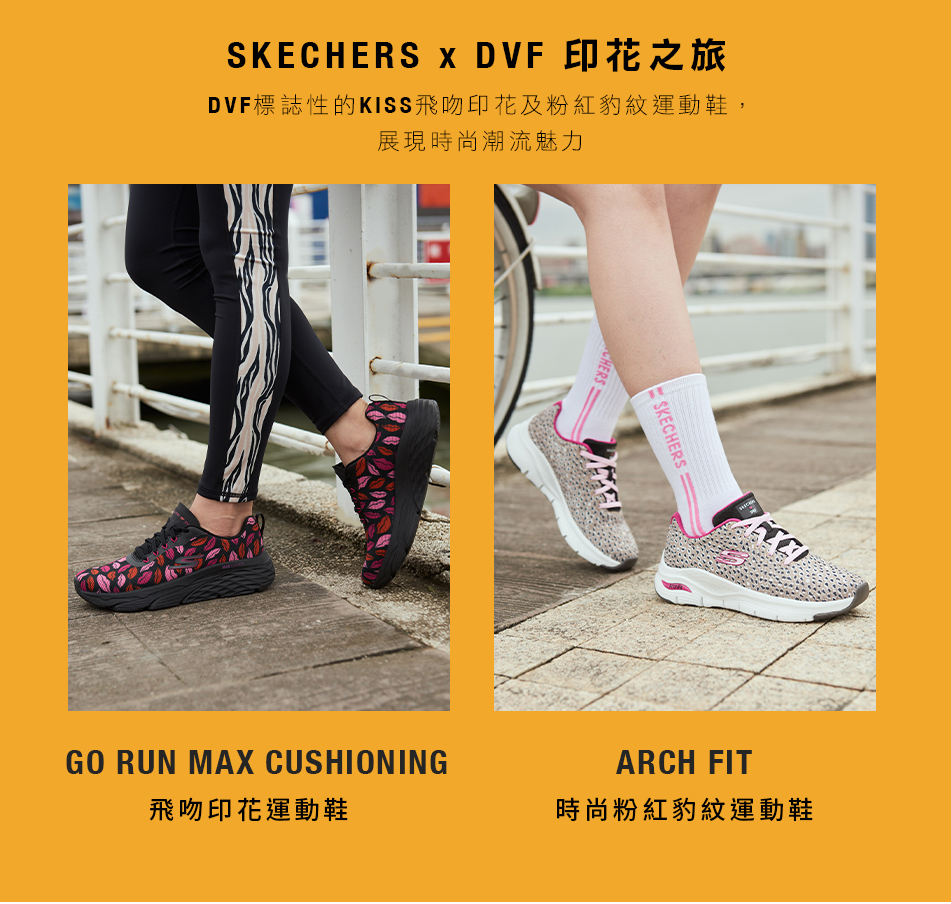 SKECHERS x DVF 印花之旅
DVF標誌性的KISS飛吻印花及粉紅豹紋運動鞋，
展現時尚潮流魅力
CHERS
SKECHERS
GO RUN MAX CUSHIONING
飛吻印花運動鞋
ARCH FIT
時尚粉紅豹紋運動鞋